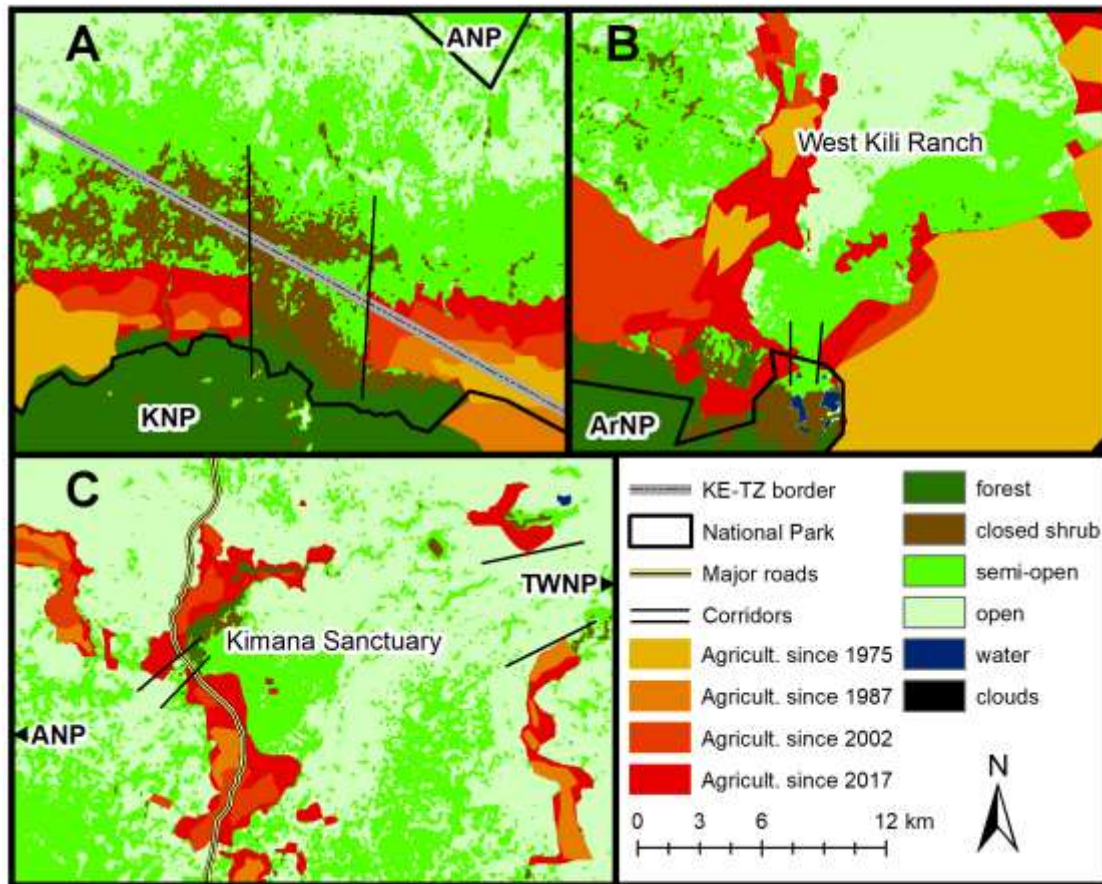 A
ANP
KNP
B
West Kili Ranch
ArNP
C
Kimana Sanctuary
TWNP
ANP
KE-TZ border
National Park
Major roads
Corridors
Agricult. since 1975
Agricult. since 1987
Agricult. since 2002
Agricult. since 2017
forest
closed shrub
semi-open
open
water
clouds
N
0 3 6 12 km